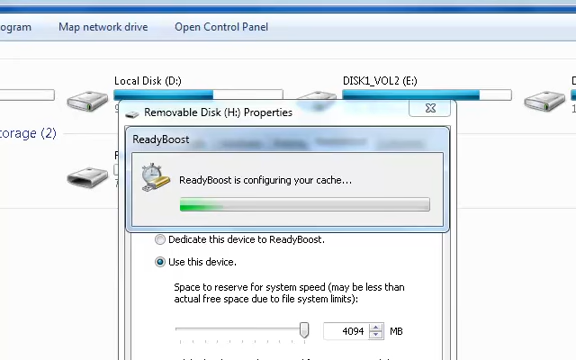 ogram Map network drive Open Control Panel
Local Disk (D:) DISK1_VOL2 (E:)
Removable Disk (H:) Properties
torage (2)
ReadyBoost
ReadyBoost is configuring your cache...
Dedicate this device to ReadyBoost.
Use this device.
Space to reserve for system speed (may be less than
actual free space due to file system limits):
4094 MB